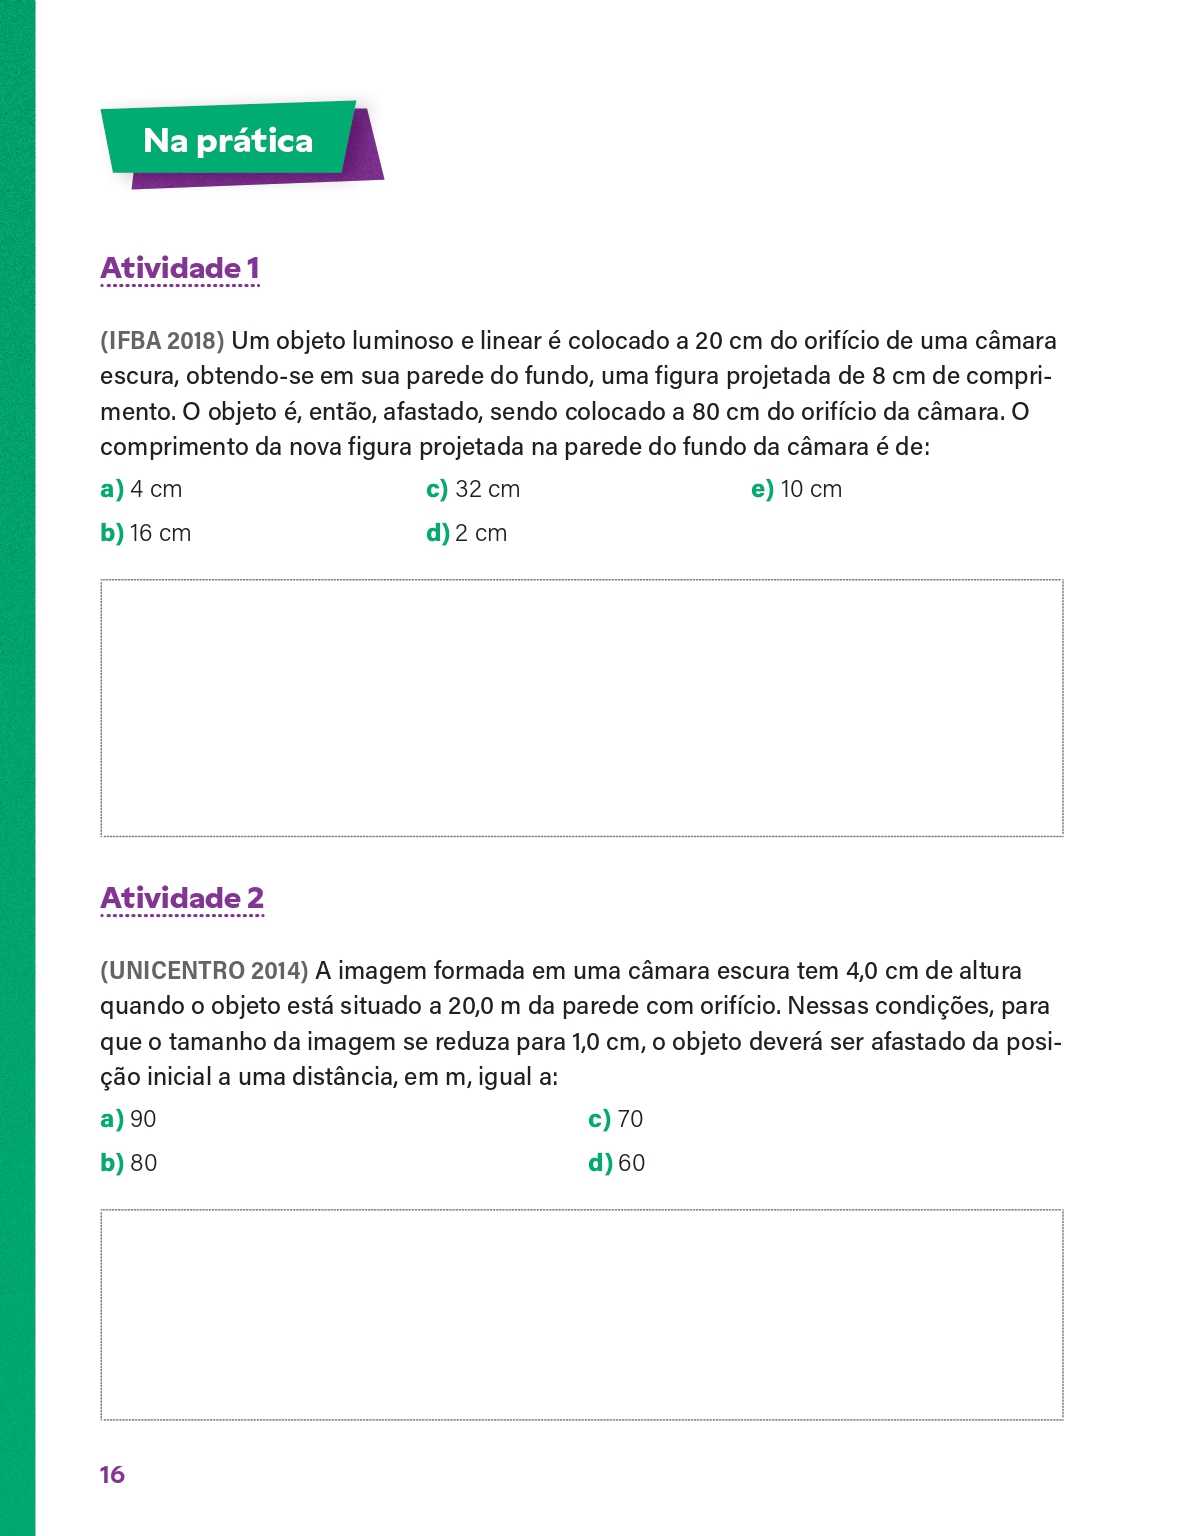 Na prática
Atividade 1
(IFBA 2018) Um objeto luminoso e linear é colocado a 20 cm do orifício de uma câmara
escura, obtendo-se em sua parede do fundo, uma figura projetada de 8 cm de compri-
mento. O objeto é, então, afastado, sendo colocado a 80 cm do orifício da câmara. O
comprimento da nova figura projetada na parede do fundo da câmara é de:
a) 4 cm c) 32 cm e) 10 cm
b) 16 cm d) 2 cm
Atividade 2
(UNICENTRO 2014) A imagem formada em uma câmara escura tem 4,0 cm de altura
quando o objeto está situado a 20,0 m da parede com orifício. Nessas condições, para
que o tamanho da imagem se reduza para 1,0 cm, o objeto deverá ser afastado da posi-
ção inicial a uma distância, em m, igual a:
a) 90 c) 70
b) 80 d) 60
16